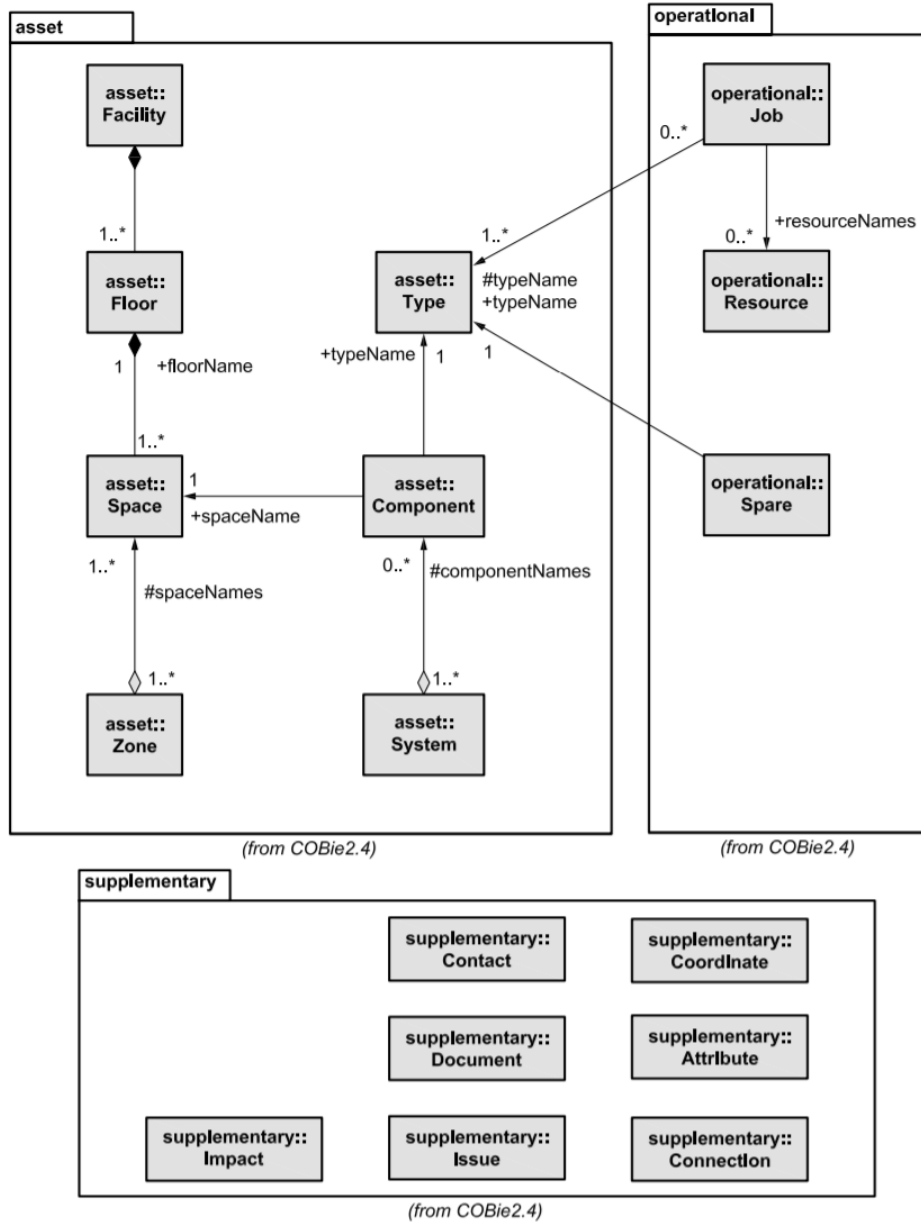 asset
operational
asset::
Facility
operational::
Job
0..*
1..*
1..*
+resourceNames
0..*
asset::
Floor
asset::
Type
#typeName
+typeName
operational::
Resource
1
+floorName
+typeName
1
1
1..*
asset::
Space
1
+spaceName
asset::
Component
operational::
Spare
1..*
#spaceNames
0..*
#componentNames
1..*
1..*
asset::
Zone
asset::
System
(from COBie2.4)
(from COBie2.4)
supplementary
supplementary::
Contact
supplementary::
Coordinate
supplementary::
Document
supplementary::
Attribute
supplementary::
Impact
supplementary::
Issue
supplementary::
Connection
(from COBie2.4)